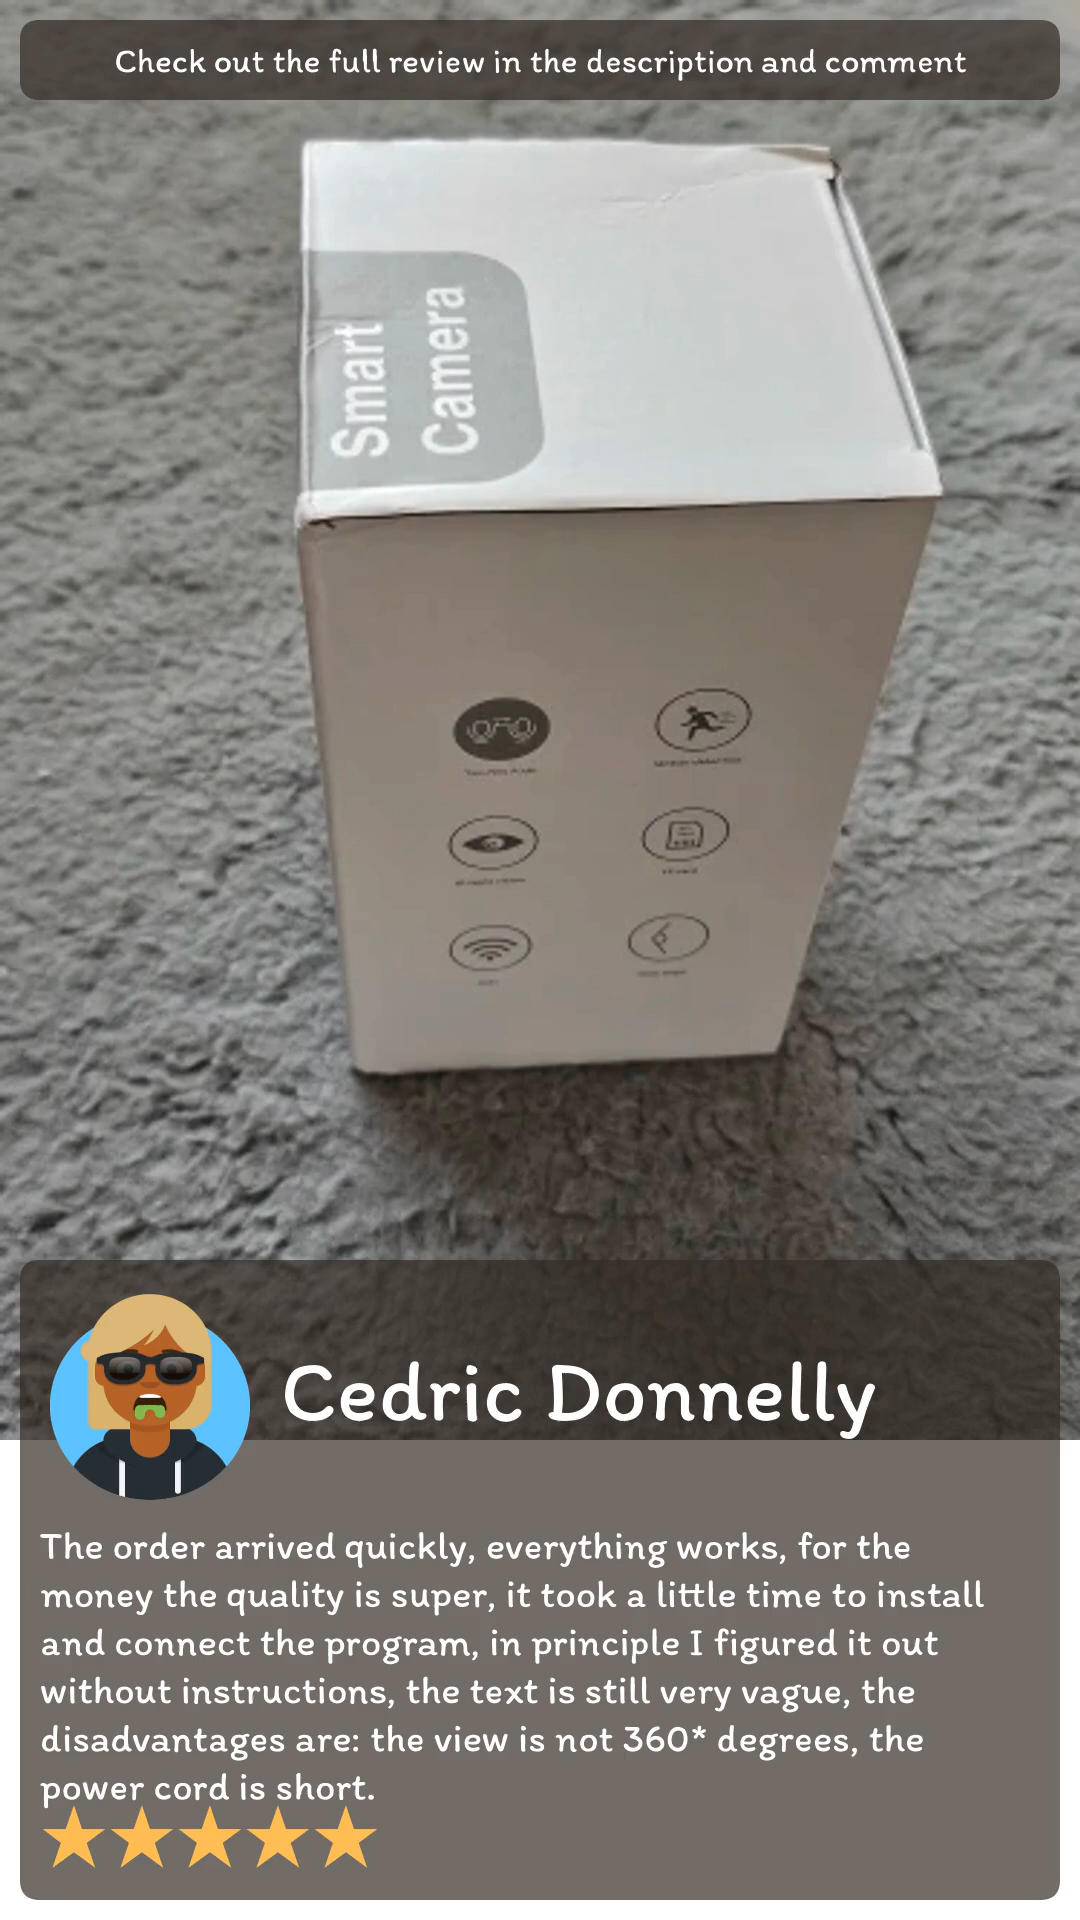 Check out the full review in the description and comment
Smart
Camera
Cedric Donnelly
The order arrived quickly, everything works, for the
money the quality is super, it took a little time to install
and connect the program, in principle I figured it out
without instructions, the text is still very vague, the
disadvantages are: the view is not 360* degrees, the
power cord is short.